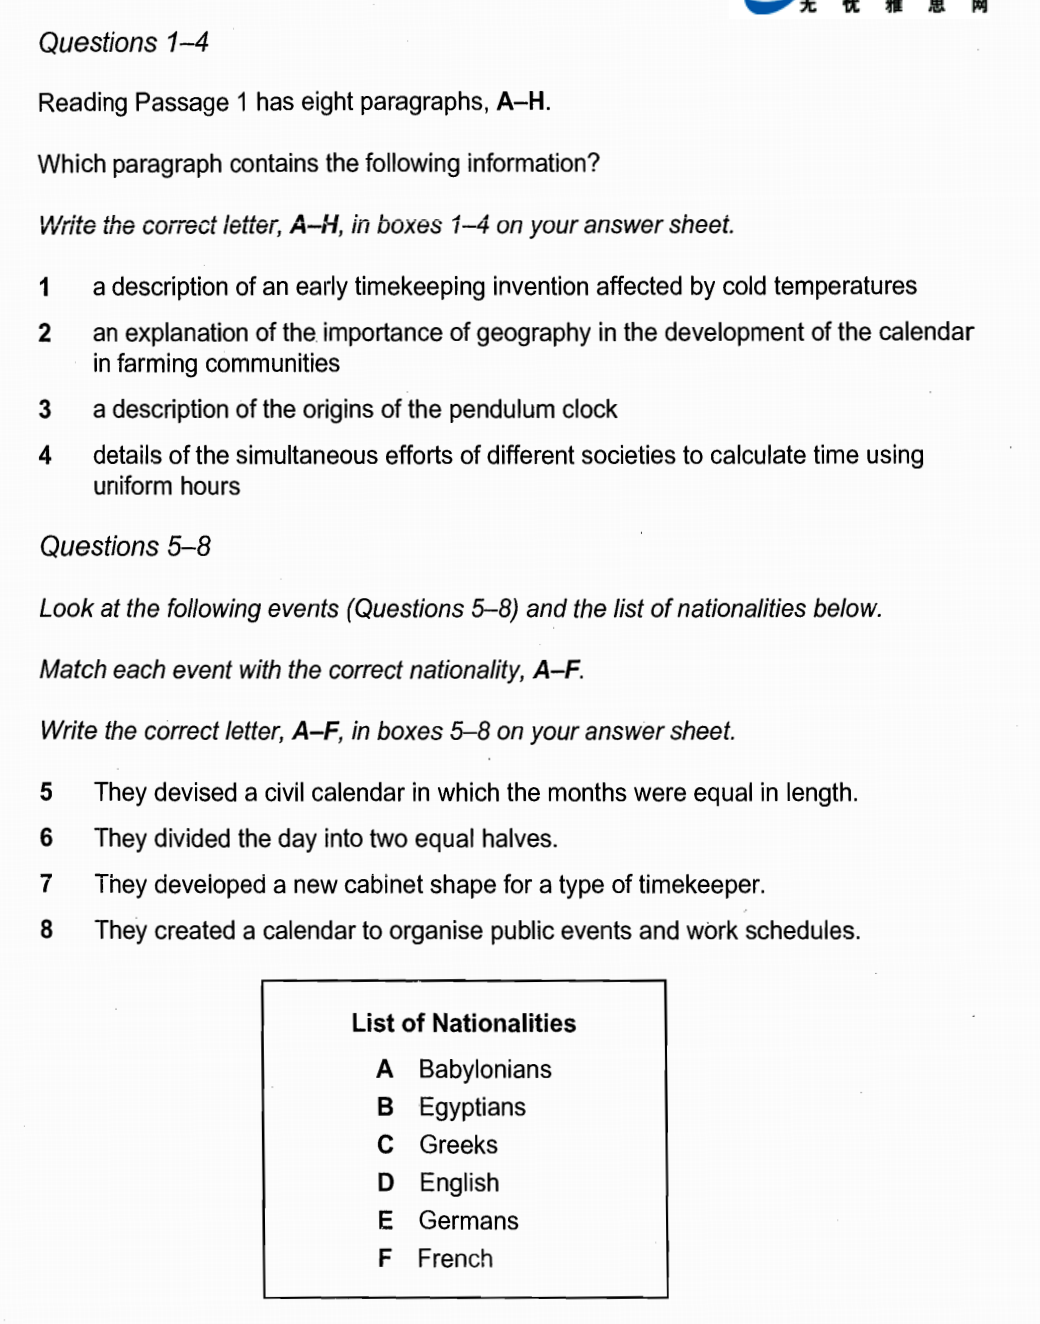 无 忧 雅 思 网
Questions 1–4
Reading Passage 1 has eight paragraphs, A–H.
Which paragraph contains the following information?
Write the correct letter, A–H, in boxes 1–4 on your answer sheet.
1 a description of an early timekeeping invention affected by cold temperatures
2 an explanation of the importance of geography in the development of the calendar
in farming communities
3 a description of the origins of the pendulum clock
4 details of the simultaneous efforts of different societies to calculate time using
uniform hours
Questions 5–8
Look at the following events (Questions 5–8) and the list of nationalities below.
Match each event with the correct nationality, A–F.
Write the correct letter, A–F, in boxes 5–8 on your answer sheet.
5 They devised a civil calendar in which the months were equal in length.
6 They divided the day into two equal halves.
7 They developed a new cabinet shape for a type of timekeeper.
8 They created a calendar to organise public events and work schedules.
List of Nationalities
A Babylonians
B Egyptians
C Greeks
D English
E Germans
F French